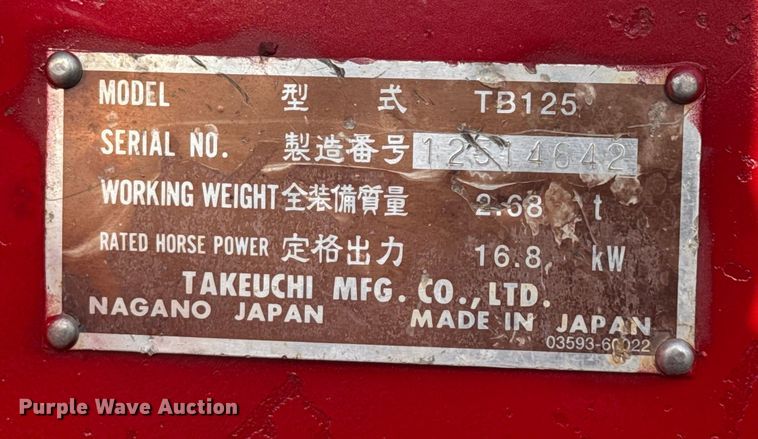 MODEL 型式 TB125
SERIAL NO. 製造番号 12514642
WORKING WEIGHT 全装備質量 2.68 t
RATED HORSE POWER 定格出力 16.8 kW
TAKEUCHI MFG. CO., LTD.
NAGANO JAPAN MADE IN JAPAN
03593-60022
Purple Wave Auction